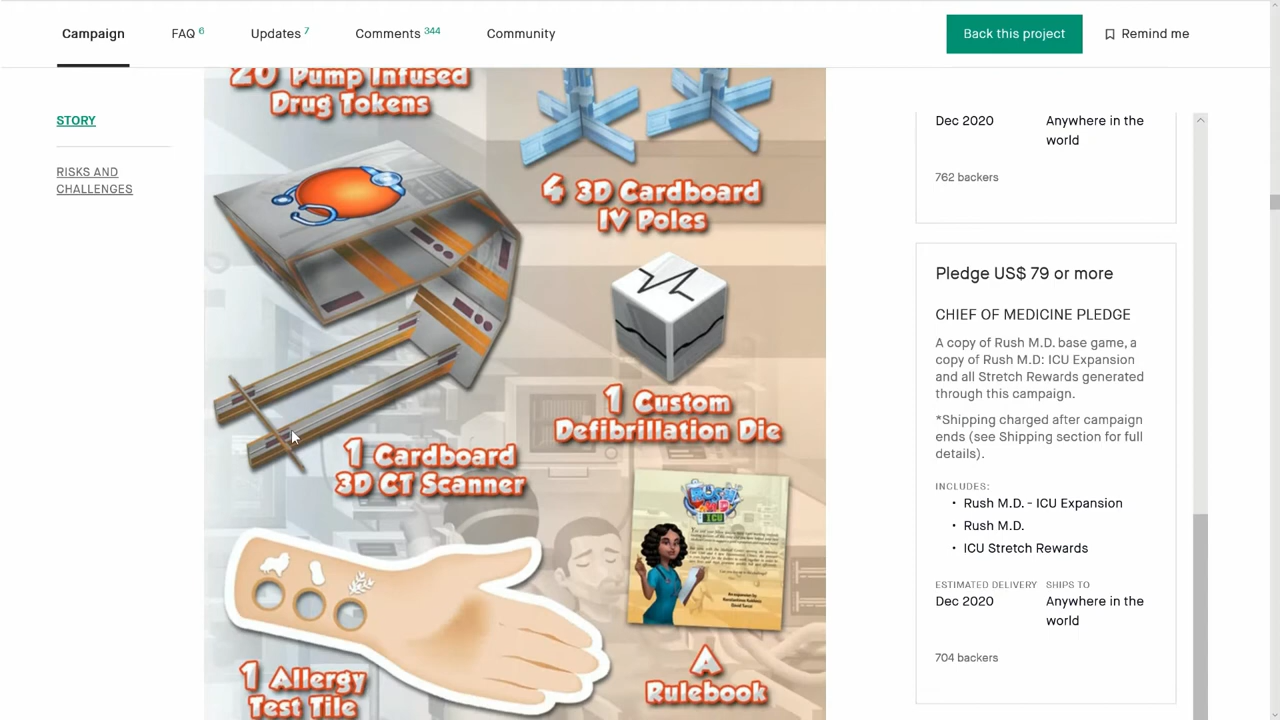 Campaign
FAQ 6
Updates 7
Comments 344
Community
Back this project
Remind me
STORY
RISKS AND
CHALLENGES
20 Pump Infused
Drug Tokens
4 3D Cardboard
IV Poles
1 Custom
Defibrillation Die
1 Cardboard
3D CT Scanner
RUSH
M.D.
ICU
1 Allergy
Test Tile
A
Rulebook
Dec 2020
Anywhere in the
world
762 backers
Pledge US$ 79 or more
CHIEF OF MEDICINE PLEDGE
A copy of Rush M.D. base game, a
copy of Rush M.D: ICU Expansion
and all Stretch Rewards generated
through this campaign.
*Shipping charged after campaign
ends (see Shipping section for full
details).
INCLUDES:
• Rush M.D. - ICU Expansion
• Rush M.D.
• ICU Stretch Rewards
ESTIMATED DELIVERY
SHIPS TO
Dec 2020
Anywhere in the
world
704 backers